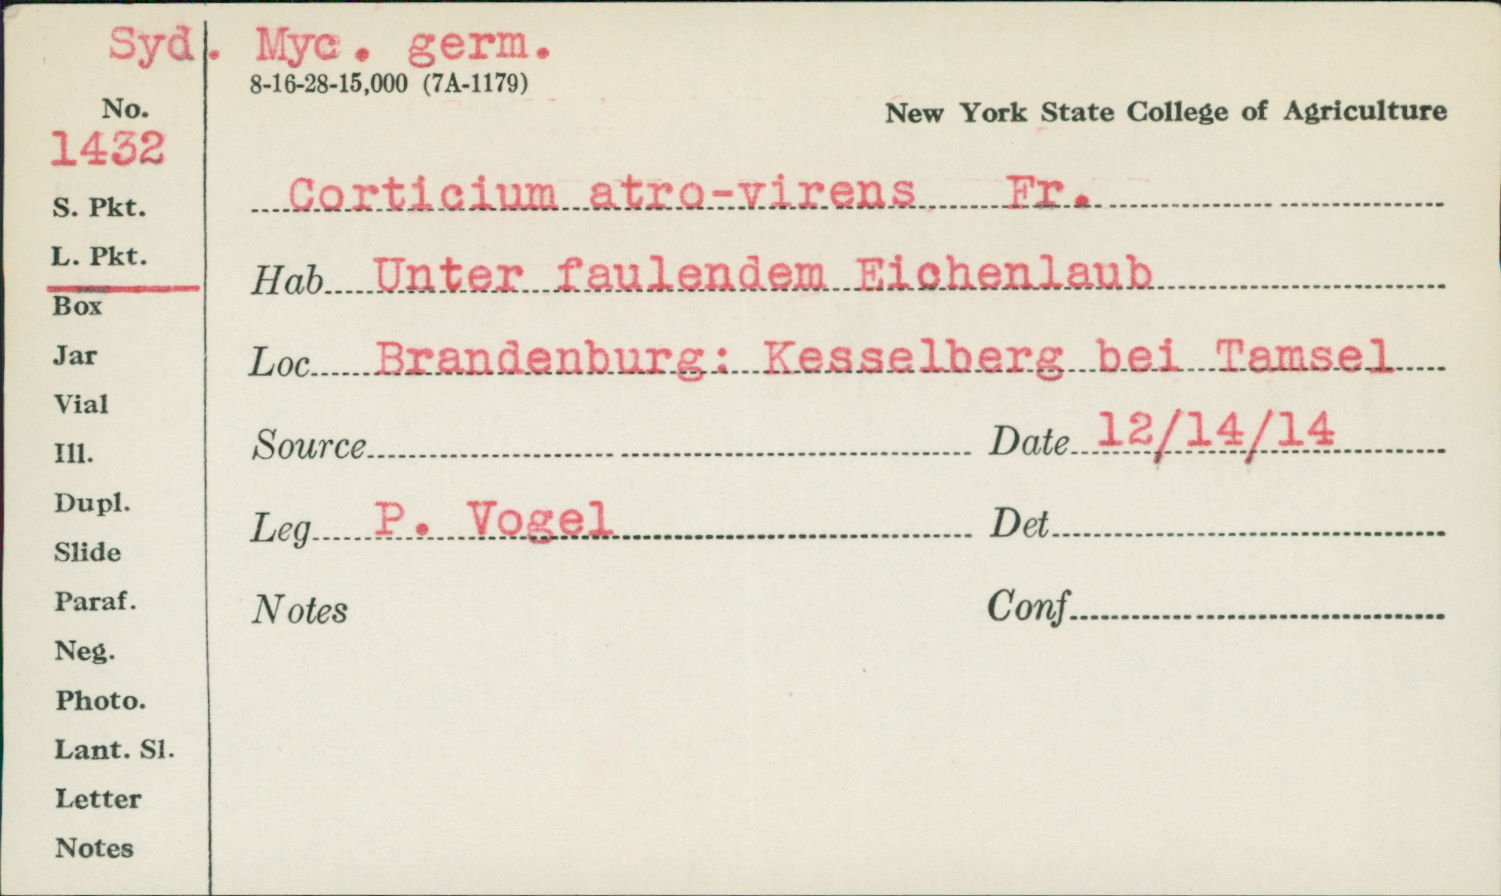 Syd. Myc. germ.
8-16-28-15,000 (7A-1179)
New York State College of Agriculture
No.
1432
S. Pkt.
L. Pkt.
Box
Jar
Vial
Ill.
Dupl.
Slide
Paraf.
Neg.
Photo.
Lant. Sl.
Letter
Notes
Corticium atro-virens Fr.
Hab Unter faulendem Eichenlaub
Loc Brandenburg: Kesselberg bei Tamsel
Source Date 12/14/14
Leg P. Vogel Det
Notes Conf